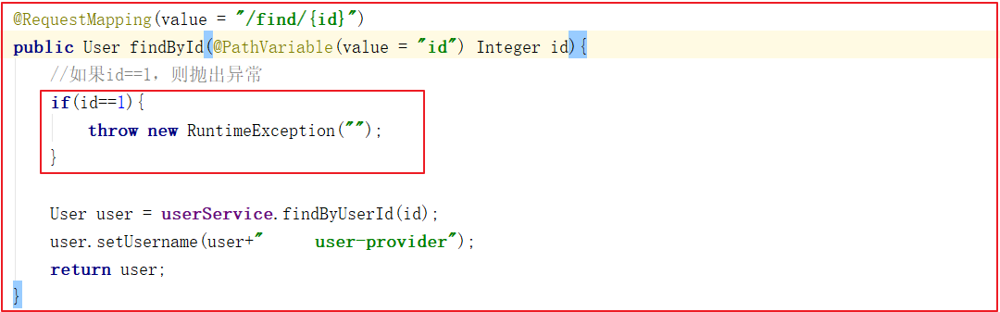 @RequestMapping(value = "/find/{id}")
public User findById(@PathVariable(value = "id") Integer id){
    //如果id==1，则抛出异常
    if(id==1){
        throw new RuntimeException("");
    }
    User user = userService.findByUserId(id);
    user.setUsername(user+"     user-provider");
    return user;
}